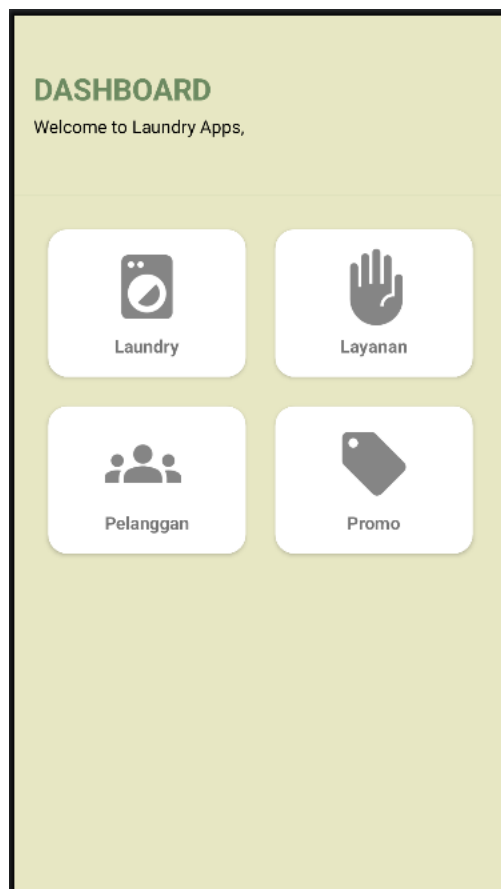 DASHBOARD
Welcome to Laundry Apps,
Laundry
Layanan
Pelanggan
Promo